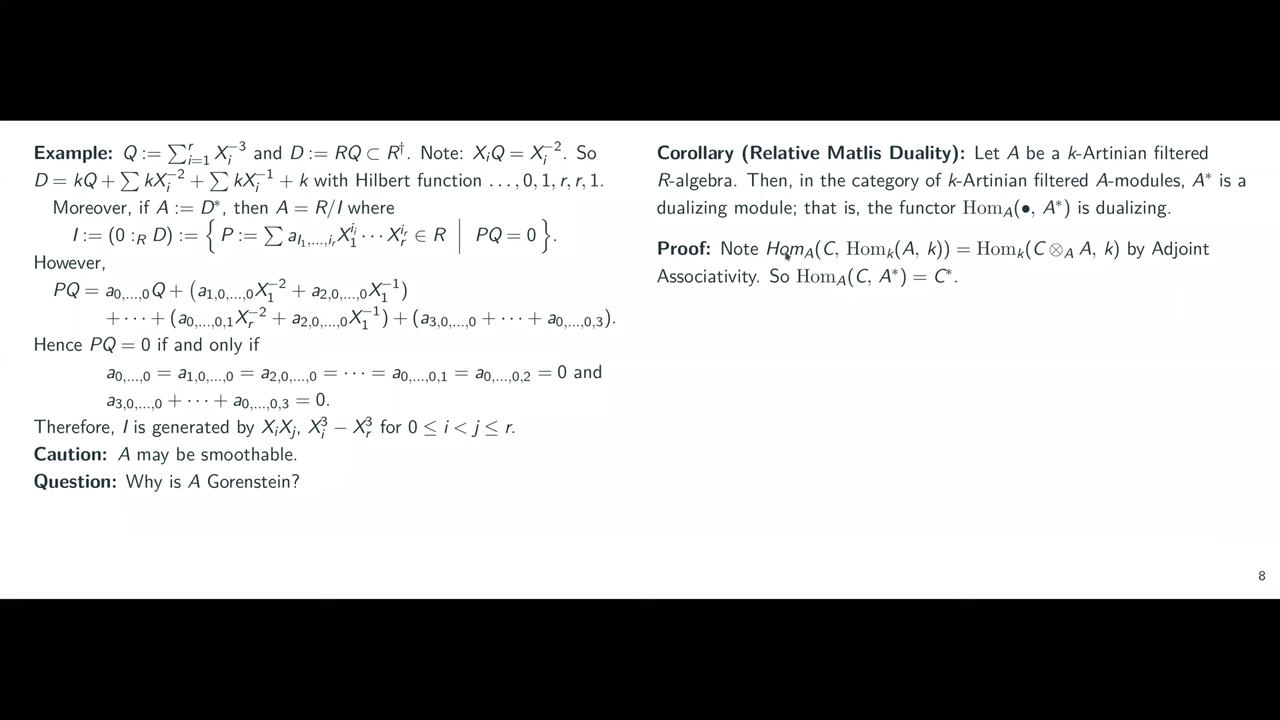 Example: Q := ∑_{i=1}^{r} X_i^{-3} and D := RQ ⊂ R^†. Note: X_iQ = X_i^{-2}. So
D = kQ + ∑ kX_i^{-2} + ∑ kX_i^{-1} + k with Hilbert function ..., 0, 1, r, r, 1.
Moreover, if A := D^*, then A = R/I where
I := (0 :_R D) := { P := ∑ a_{I_1,...,i_r} X_1^{i_i} ··· X_r^{i_r} ∈ R | PQ = 0 }.
However,
PQ = a_{0,...,0}Q + (a_{1,0,...,0}X_1^{-2} + a_{2,0,...,0}X_1^{-1})
+ ··· + (a_{0,...,0,1}X_r^{-2} + a_{2,0,...,0}X_1^{-1}) + (a_{3,0,...,0} + ··· + a_{0,...,0,3}).
Hence PQ = 0 if and only if
a_{0,...,0} = a_{1,0,...,0} = a_{2,0,...,0} = ··· = a_{0,...,0,1} = a_{0,...,0,2} = 0 and
a_{3,0,...,0} + ··· + a_{0,...,0,3} = 0.
Therefore, I is generated by X_iX_j, X_i^3 − X_r^3 for 0 ≤ i < j ≤ r.
Caution: A may be smoothable.
Question: Why is A Gorenstein?
Corollary (Relative Matlis Duality): Let A be a k-Artinian filtered
R-algebra. Then, in the category of k-Artinian filtered A-modules, A^* is a
dualizing module; that is, the functor Hom_A(•, A^*) is dualizing.
Proof: Note Hom_A(C, Hom_k(A, k)) = Hom_k(C ⊗_A A, k) by Adjoint
Associativity. So Hom_A(C, A^*) = C^*.
8